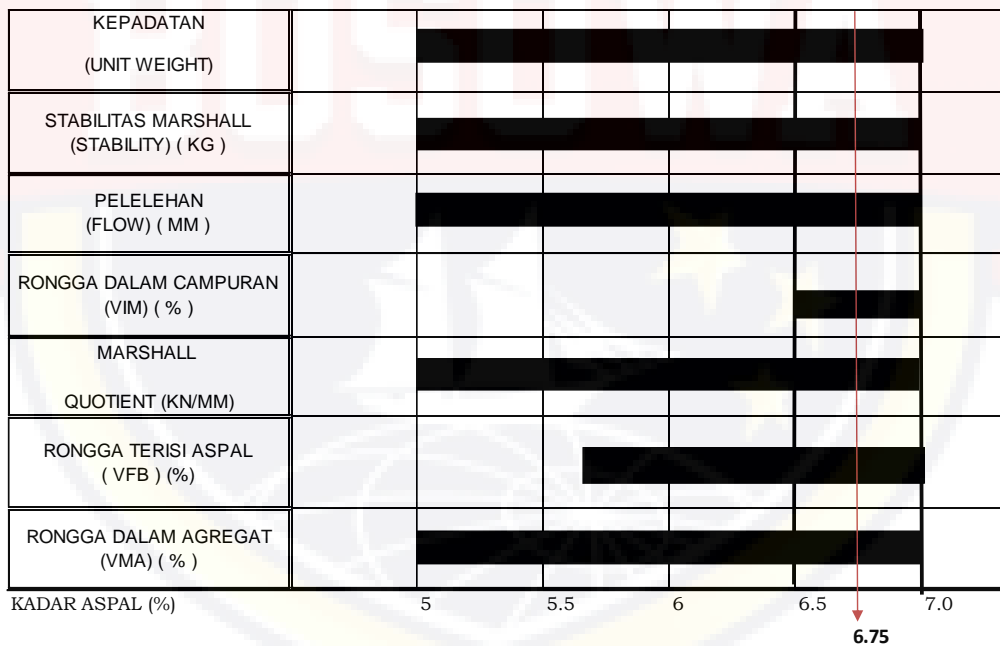 BOSOWA
KEPADATAN
(UNIT WEIGHT)
STABILITAS MARSHALL
(STABILITY) ( KG )
PELELEHAN
(FLOW) ( MM )
RONGGA DALAM CAMPURAN
(VIM) ( % )
MARSHALL
QUOTIENT (KN/MM)
RONGGA TERISI ASPAL
( VFB ) (%)
RONGGA DALAM AGREGAT
(VMA) ( % )
KADAR ASPAL (%) 5 5.5 6 6.5 7.0
6.75